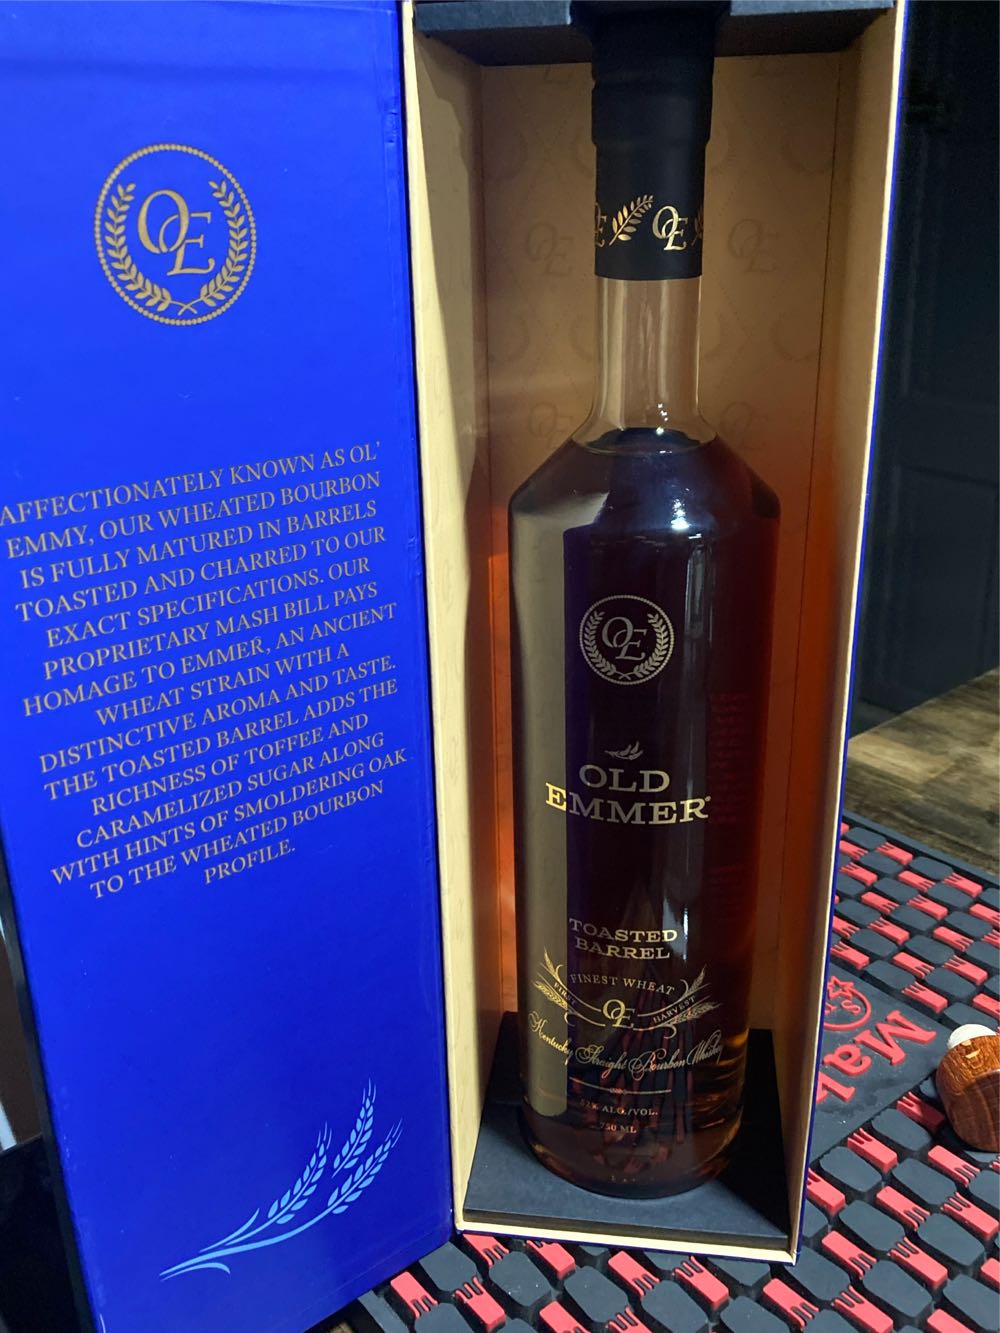 OE
AFFECTIONATELY KNOWN AS OL'
EMMY, OUR WHEATED BOURBON
IS FULLY MATURED IN BARRELS
TOASTED AND CHARRED TO OUR
EXACT SPECIFICATIONS. OUR
PROPRIETARY MASH BILL PAYS
HOMAGE TO EMMER, AN ANCIENT
WHEAT STRAIN WITH A
DISTINCTIVE AROMA AND TASTE.
THE TOASTED BARREL ADDS THE
RICHNESS OF TOFFEE AND
CARAMELIZED SUGAR ALONG
WITH HINTS OF SMOLDERING OAK
TO THE WHEATED BOURBON
PROFILE.
E OE
OE
OLD
EMMER®
TOASTED
BARREL
FINEST WHEAT
FIRST OE HARVEST
Kentucky Straight Bourbon Whiskey
52% ALC./VOL.
750 ML
Mak